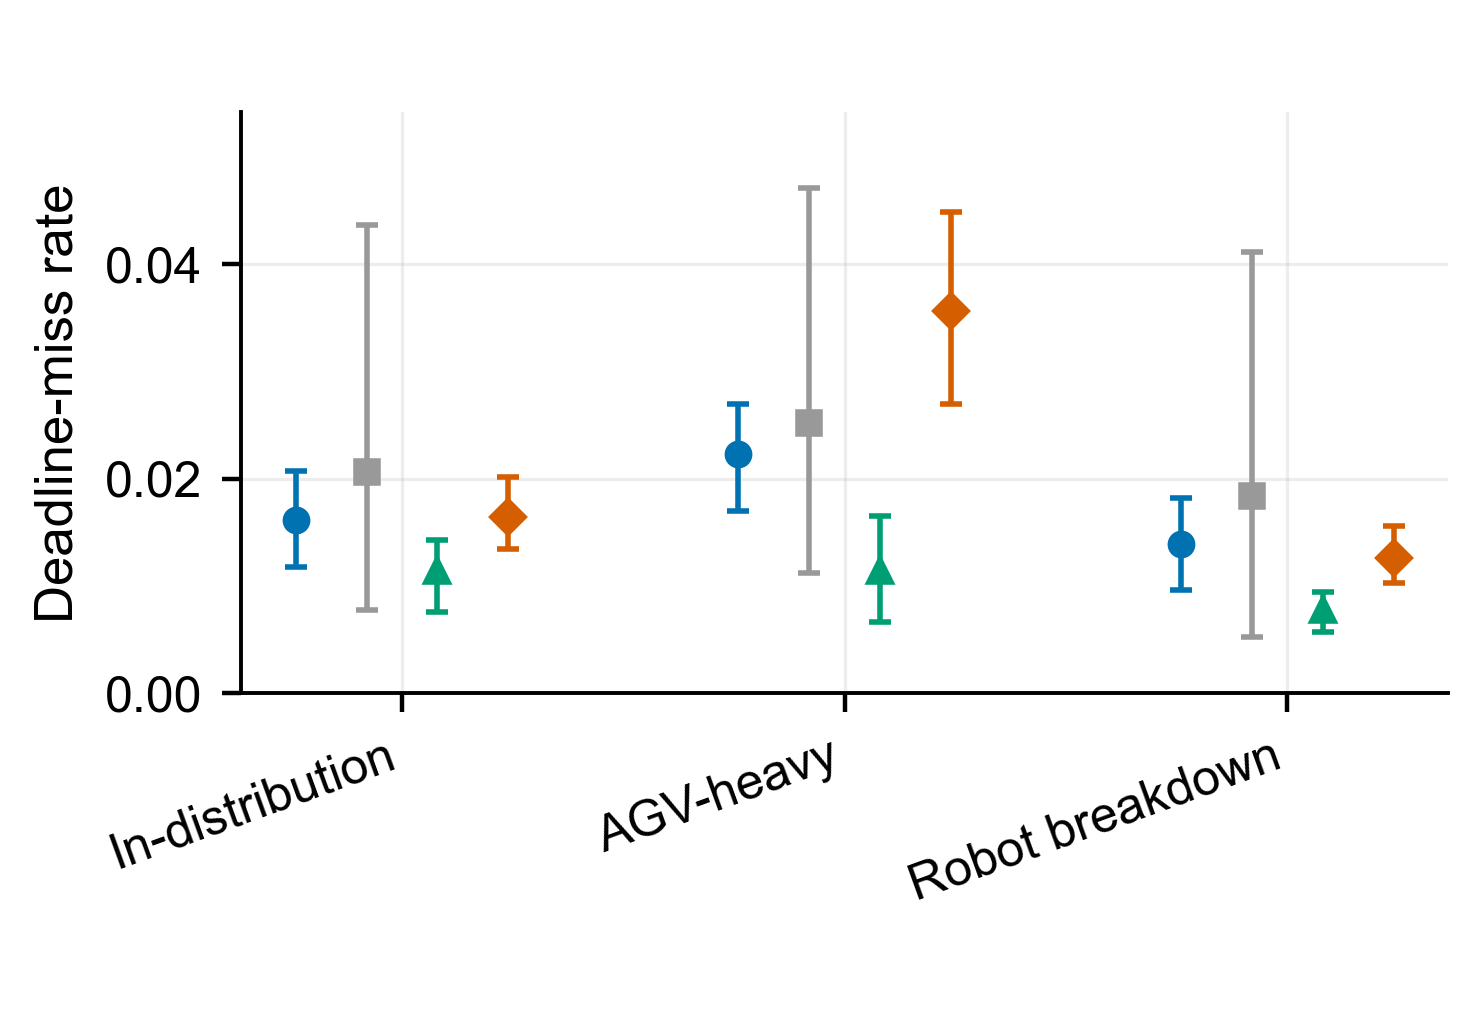 Deadline-miss rate
0.04
0.02
0.00
In-distribution
AGV-heavy
Robot breakdown